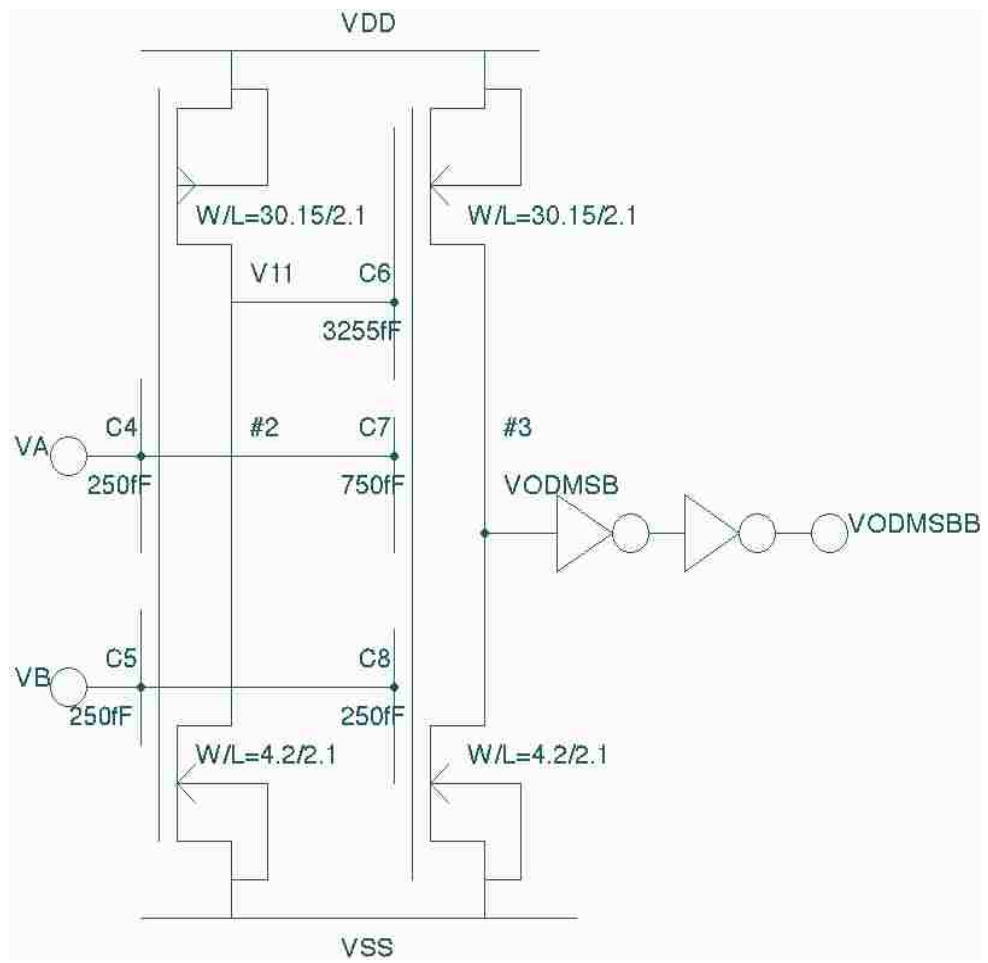 VDD
W/L=30.15/2.1
W/L=30.15/2.1
V11
C6
3255fF
VA
C4
#2
C7
#3
250fF
750fF
VODMSB
VODMSBB
VB
C5
C8
250fF
250fF
W/L=4.2/2.1
W/L=4.2/2.1
VSS